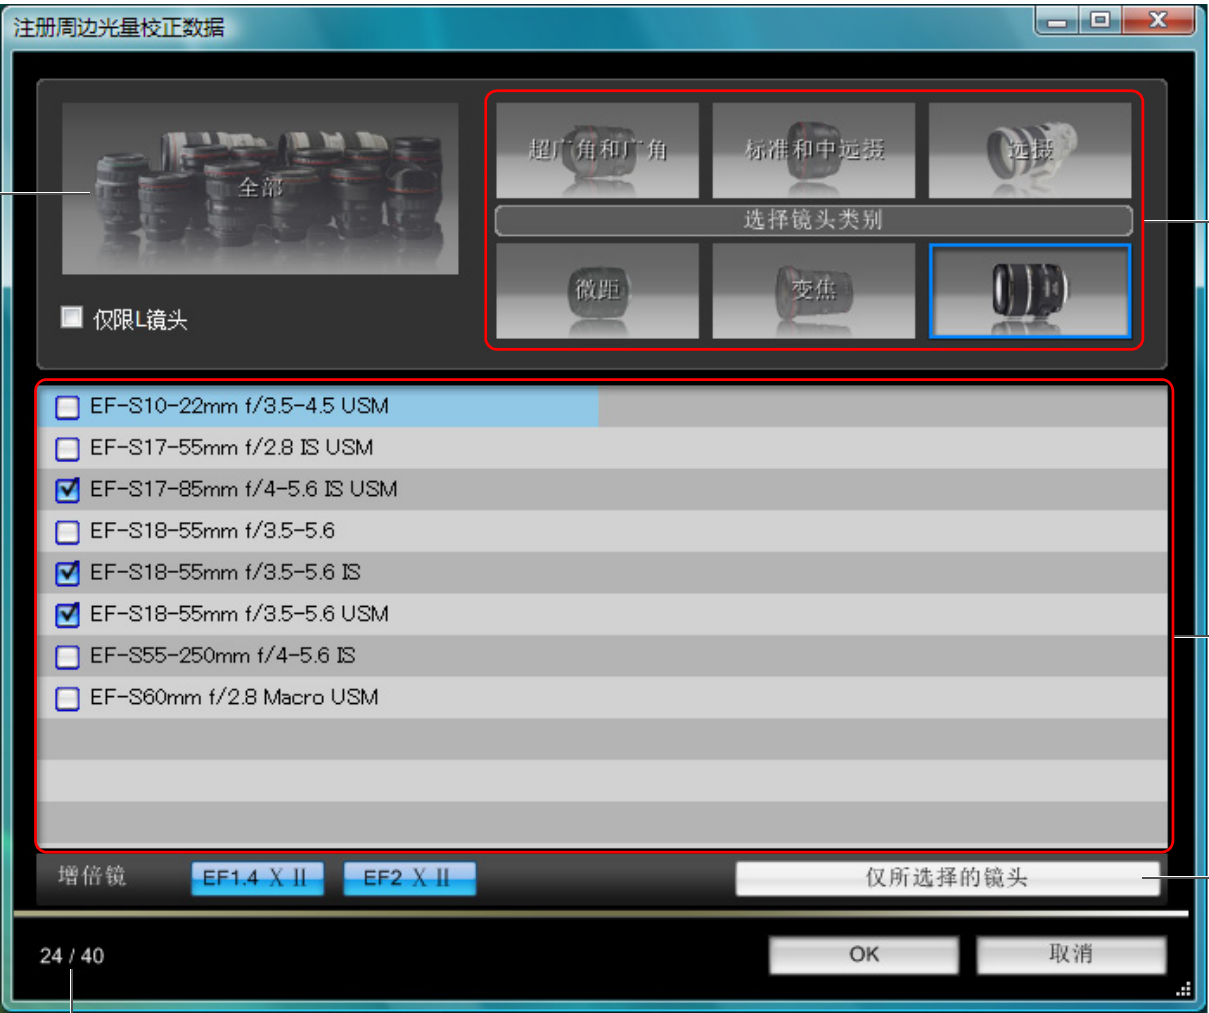 注册周边光量校正数据
全部
超广角和广角
标准和中远摄
远摄
选择镜头类别
微距
变焦
仅限L镜头
EF-S10-22mm f/3.5-4.5 USM
EF-S17-55mm f/2.8 IS USM
EF-S17-85mm f/4-5.6 IS USM
EF-S18-55mm f/3.5-5.6
EF-S18-55mm f/3.5-5.6 IS
EF-S18-55mm f/3.5-5.6 USM
EF-S55-250mm f/4-5.6 IS
EF-S60mm f/2.8 Macro USM
增倍镜
EF1.4 X II
EF2 X II
仅所选择的镜头
24 / 40
OK
取消